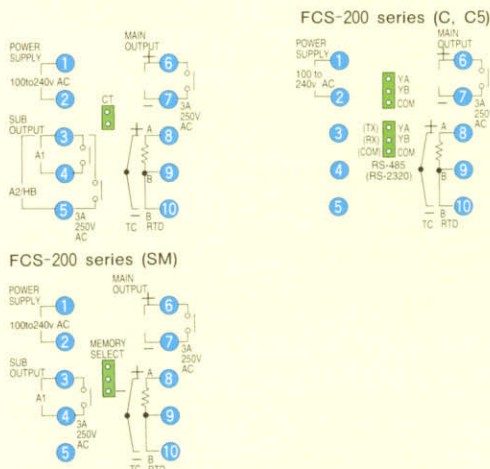 POWER
SUPPLY
100to240v AC
1
2
MAIN
OUTPUT
+
6
7
−
3A
250V
AC
CT
SUB
OUTPUT
3
A1
4
A2/HB
5
3A
250V
AC
+
A
8
9
B
10
−
TC
B
RTD
FCS-200 series (C, C5)
POWER
SUPPLY
100 to
240v AC
1
2
MAIN
OUTPUT
+
6
7
−
3A
250
AC
YA
YB
COM
3
4
5
(TX) YA
(RX) YB
(COM) COM
RS-485
(RS-2320)
+
A
8
9
B
10
−
TC
B
RTD
FCS-200 series (SM)
POWER
SUPPLY
100to240v AC
1
2
MAIN
OUTPUT
+
6
7
−
3A
250V
AC
MEMORY
SELECT
SUB
OUTPUT
3
A1
4
5
3A
250V
AC
+
A
8
9
10
−
TC
B
RTD